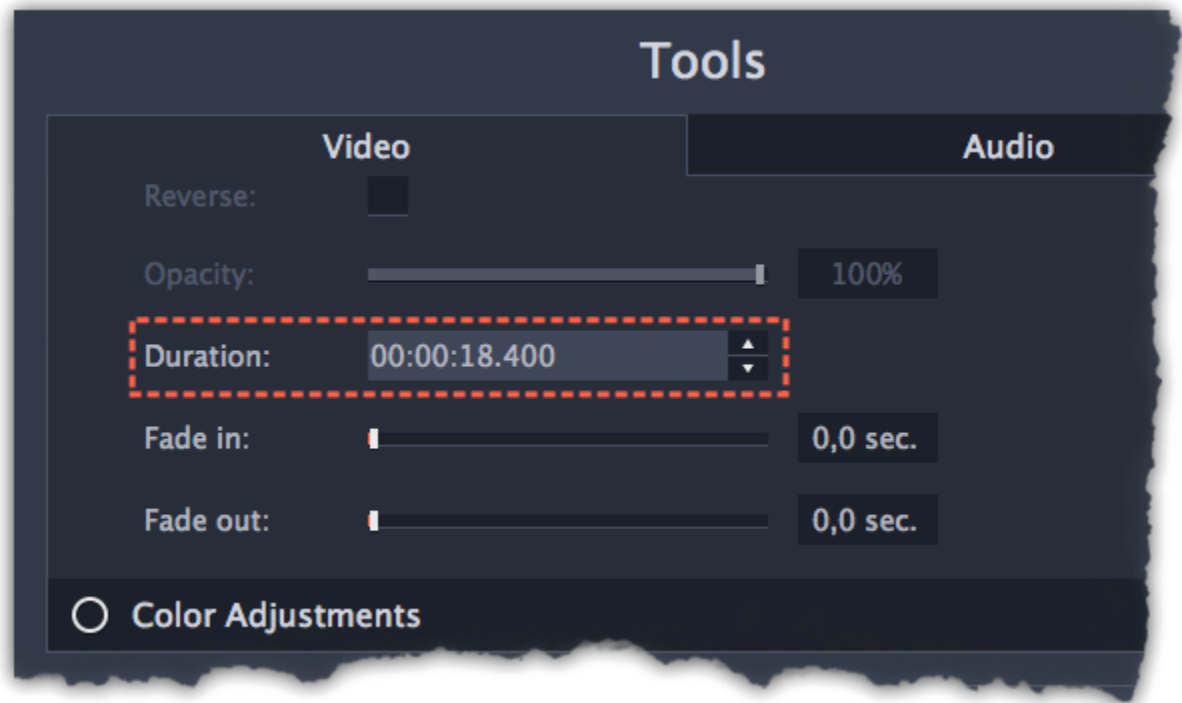 Tools
Video Audio
Reverse:
Opacity: 100%
Duration: 00:00:18.400
Fade in: 0,0 sec.
Fade out: 0,0 sec.
Color Adjustments